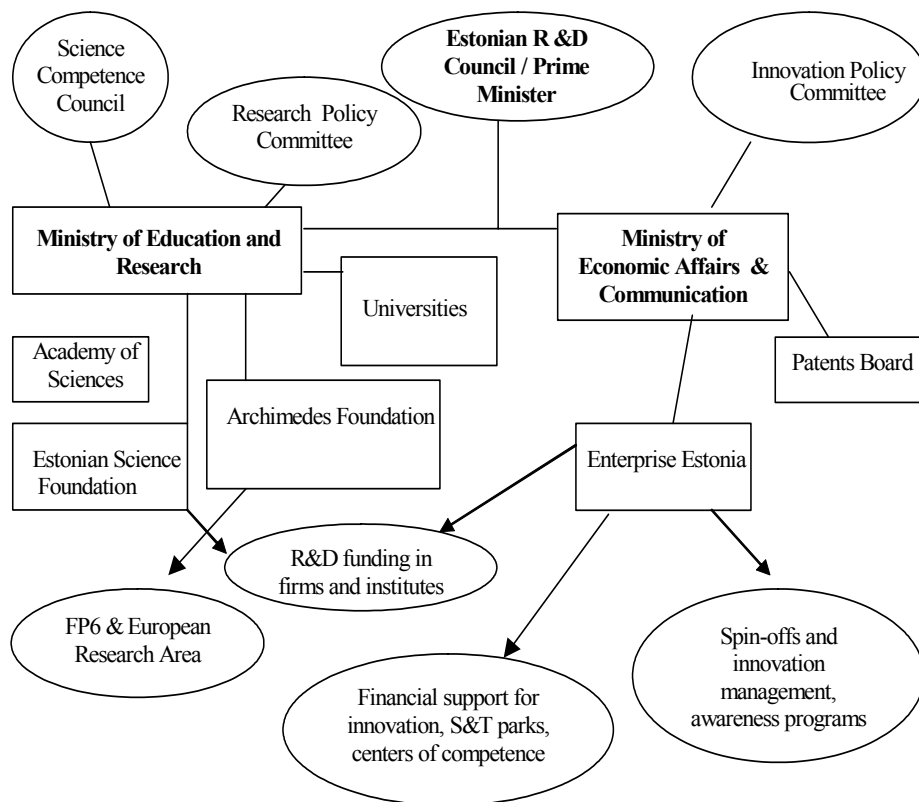 Science
Competence
Council
Estonian R &D
Council / Prime
Minister
Innovation Policy
Committee
Research Policy
Committee
Ministry of Education and
Research
Ministry of
Economic Affairs &
Communication
Universities
Academy of
Sciences
Patents Board
Archimedes Foundation
Estonian Science
Foundation
Enterprise Estonia
R&D funding in
firms and institutes
FP6 & European
Research Area
Spin-offs and
innovation
management,
awareness programs
Financial support for
innovation, S&T parks,
centers of competence